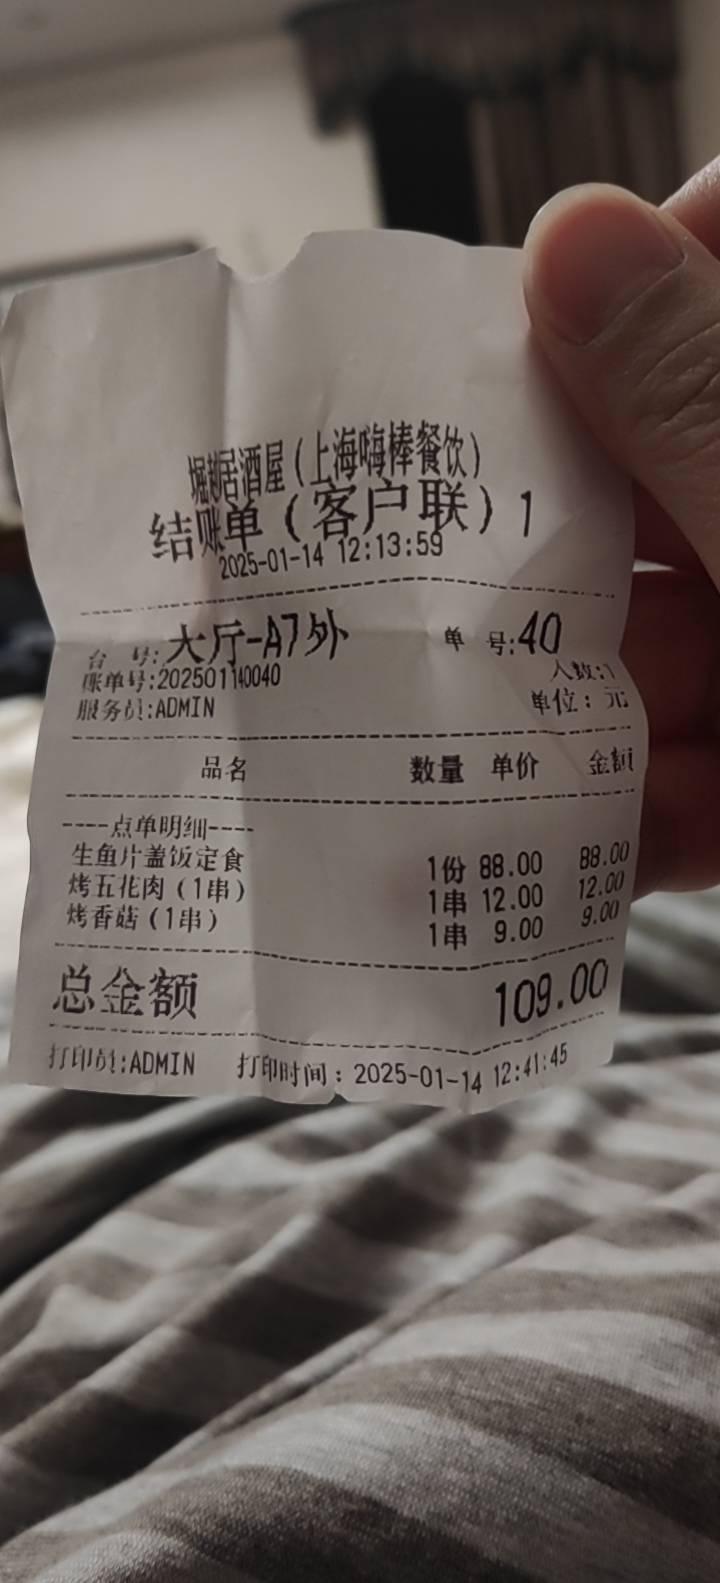 堀越居酒屋(上海嗨棒餐饮)
结账单(客户联)1
2025-01-14 12:13:59
台 号:大厅-A7外 单 号:40
账单号:202501140040 人数:1
服务员:ADMIN 单位:元
品名 数量 单价 金额
----点单明细----
生鱼片盖饭定食 1份 88.00 88.00
烤五花肉(1串) 1串 12.00 12.00
烤香菇(1串) 1串 9.00 9.00
总金额 109.00
打印员:ADMIN 打印时间:2025-01-14 12:41:45